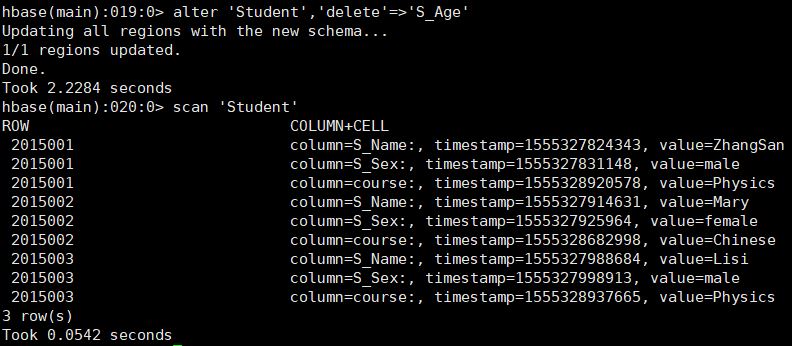 hbase(main):019:0> alter 'Student','delete'=>'S_Age'
Updating all regions with the new schema...
1/1 regions updated.
Done.
Took 2.2284 seconds
hbase(main):020:0> scan 'Student'
ROW COLUMN+CELL
2015001 column=S_Name:, timestamp=1555327824343, value=ZhangSan
2015001 column=S_Sex:, timestamp=1555327831148, value=male
2015001 column=course:, timestamp=1555328920578, value=Physics
2015002 column=S_Name:, timestamp=1555327914631, value=Mary
2015002 column=S_Sex:, timestamp=1555327925964, value=female
2015002 column=course:, timestamp=1555328682998, value=Chinese
2015003 column=S_Name:, timestamp=1555327988684, value=Lisi
2015003 column=S_Sex:, timestamp=1555327998913, value=male
2015003 column=course:, timestamp=1555328937665, value=Physics
3 row(s)
Took 0.0542 seconds